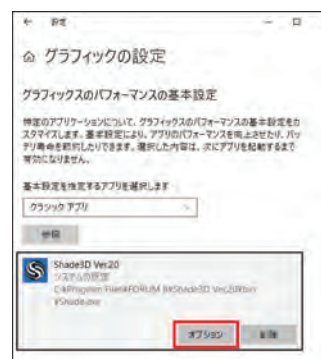 ← 設定
グラフィックの設定
グラフィックスのパフォーマンスの基本設定
特定のアプリケーションについて、グラフィックスのパフォーマンスの基本設定をカ
スタマイズします。基本設定により、アプリのパフォーマンスを向上させたり、バッ
テリ寿命を節約したりできます。選択した内容は、次にアプリを起動するまで
有効になりません。
基本設定を指定するアプリを選択します
クラシック アプリ
参照
Shade3D Ver.20
システムの既定
C:¥Program Files¥FORUM 8¥Shade3D Ver.20¥bin
¥Shade.exe
オプション
削除